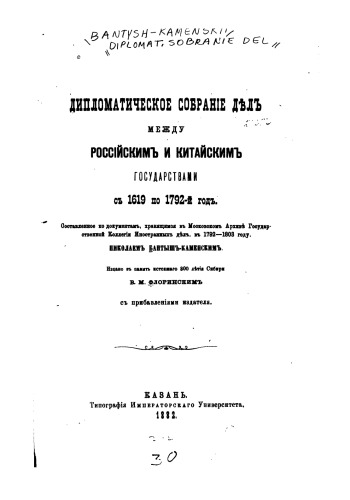 BANTYSH-KAMENSKII
"DIPLOMAT. SOBRANIE DEL"
ДИПЛОМАТИЧЕСКОЕ СОБРАНІЕ ДѢЛЪ
МЕЖДУ
РОССІЙСКИМЪ И КИТАЙСКИМЪ
ГОСУДАРСТВАМИ
съ 1619 по 1792-й годъ.
Составленное по документамъ, хранящимся въ Московскомъ Архивѣ Государ-
ственной Коллегіи Иностранныхъ дѣлъ, въ 1792—1803 году.
НИКОЛАЕМЪ БАНТЫШЪ-КАМЕНСКИМЪ.
Издано въ память истекшаго 300 лѣтія Сибири
В. М. ФЛОРИНСКИМЪ
съ прибавленіями издателя.
КАЗАНЬ.
Типографія Императорскаго Университета.
1882.
30